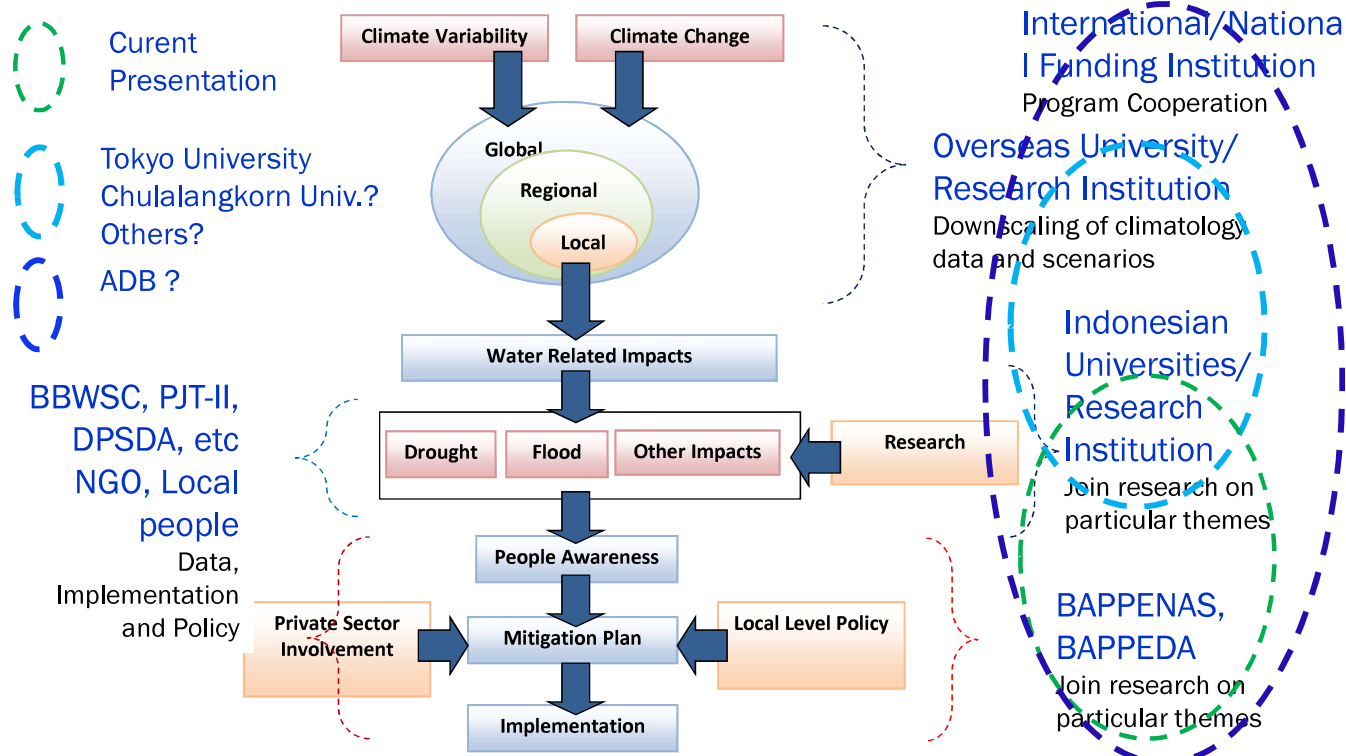 Curent
Presentation
Tokyo University
Chulalangkorn Univ.?
Others?
ADB ?
BBWSC, PJT-II,
DPSDA, etc
NGO, Local
people
Data,
Implementation
and Policy
Climate Variability
Climate Change
Global
Regional
Local
Water Related Impacts
Drought
Flood
Other Impacts
Research
People Awareness
Private Sector
Involvement
Mitigation Plan
Local Level Policy
Implementation
International/Nationa
l Funding Institution
Program Cooperation
Overseas University/
Research Institution
Downscaling of climatology
data and scenarios
Indonesian
Universities/
Research
Institution
Join research on
particular themes
BAPPENAS,
BAPPEDA
Join research on
particular themes